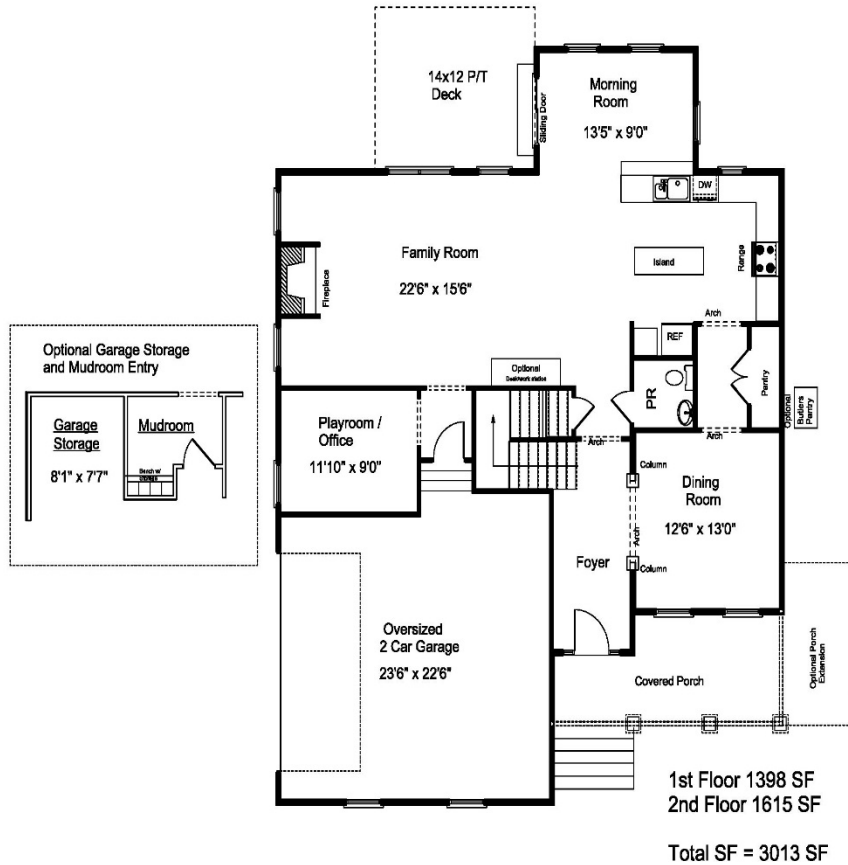 14x12 P/T
Deck
Sliding Door
Morning
Room
13'5" x 9'0"
DW
Family Room
22'6" x 15'6"
Fireplace
Island
Range
Arch
REF
Optional
PR
Pantry
Optional
Butlers
Pantry
Arch
Arch
Optional Garage Storage
and Mudroom Entry
Garage
Storage
8'1" x 7'7"
Mudroom
Bench w/
Storage
Playroom /
Office
11'10" x 9'0"
Column
Dining
Room
12'6" x 13'0"
Arch
Column
Foyer
Oversized
2 Car Garage
23'6" x 22'6"
Covered Porch
Optional Porch
Extension
1st Floor 1398 SF
2nd Floor 1615 SF
Total SF = 3013 SF